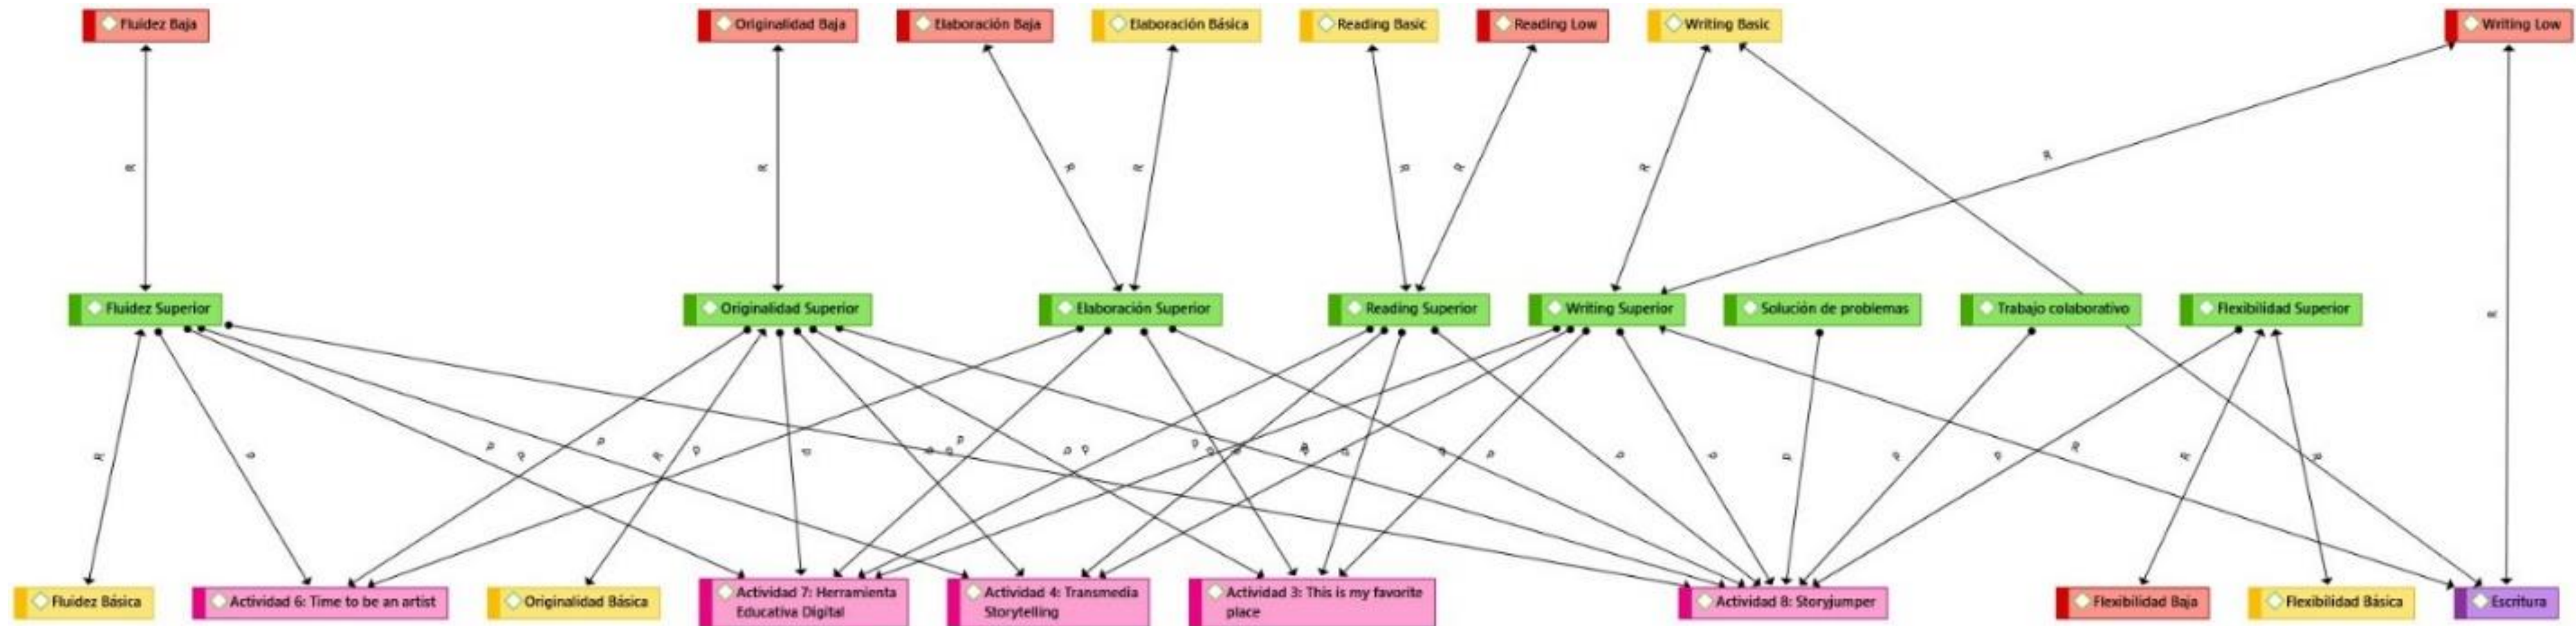 Fluidez Baja
Originalidad Baja
Elaboración Baja
Elaboración Básica
Reading Basic
Reading Low
Writing Basic
Writing Low
R
R
R
R
R
R
R
R
R
Fluidez Superior
Originalidad Superior
Elaboración Superior
Reading Superior
Writing Superior
Solución de problemas
Trabajo colaborativo
Flexibilidad Superior
R
R
R
R
R
Fluidez Básica
Actividad 6: Time to be an artist
Originalidad Básica
Actividad 7: Herramienta
Educativa Digital
Actividad 4: Transmedia
Storytelling
Actividad 3: This is my favorite
place
Actividad 8: Storyjumper
Flexibilidad Baja
Flexibilidad Básica
Escritura